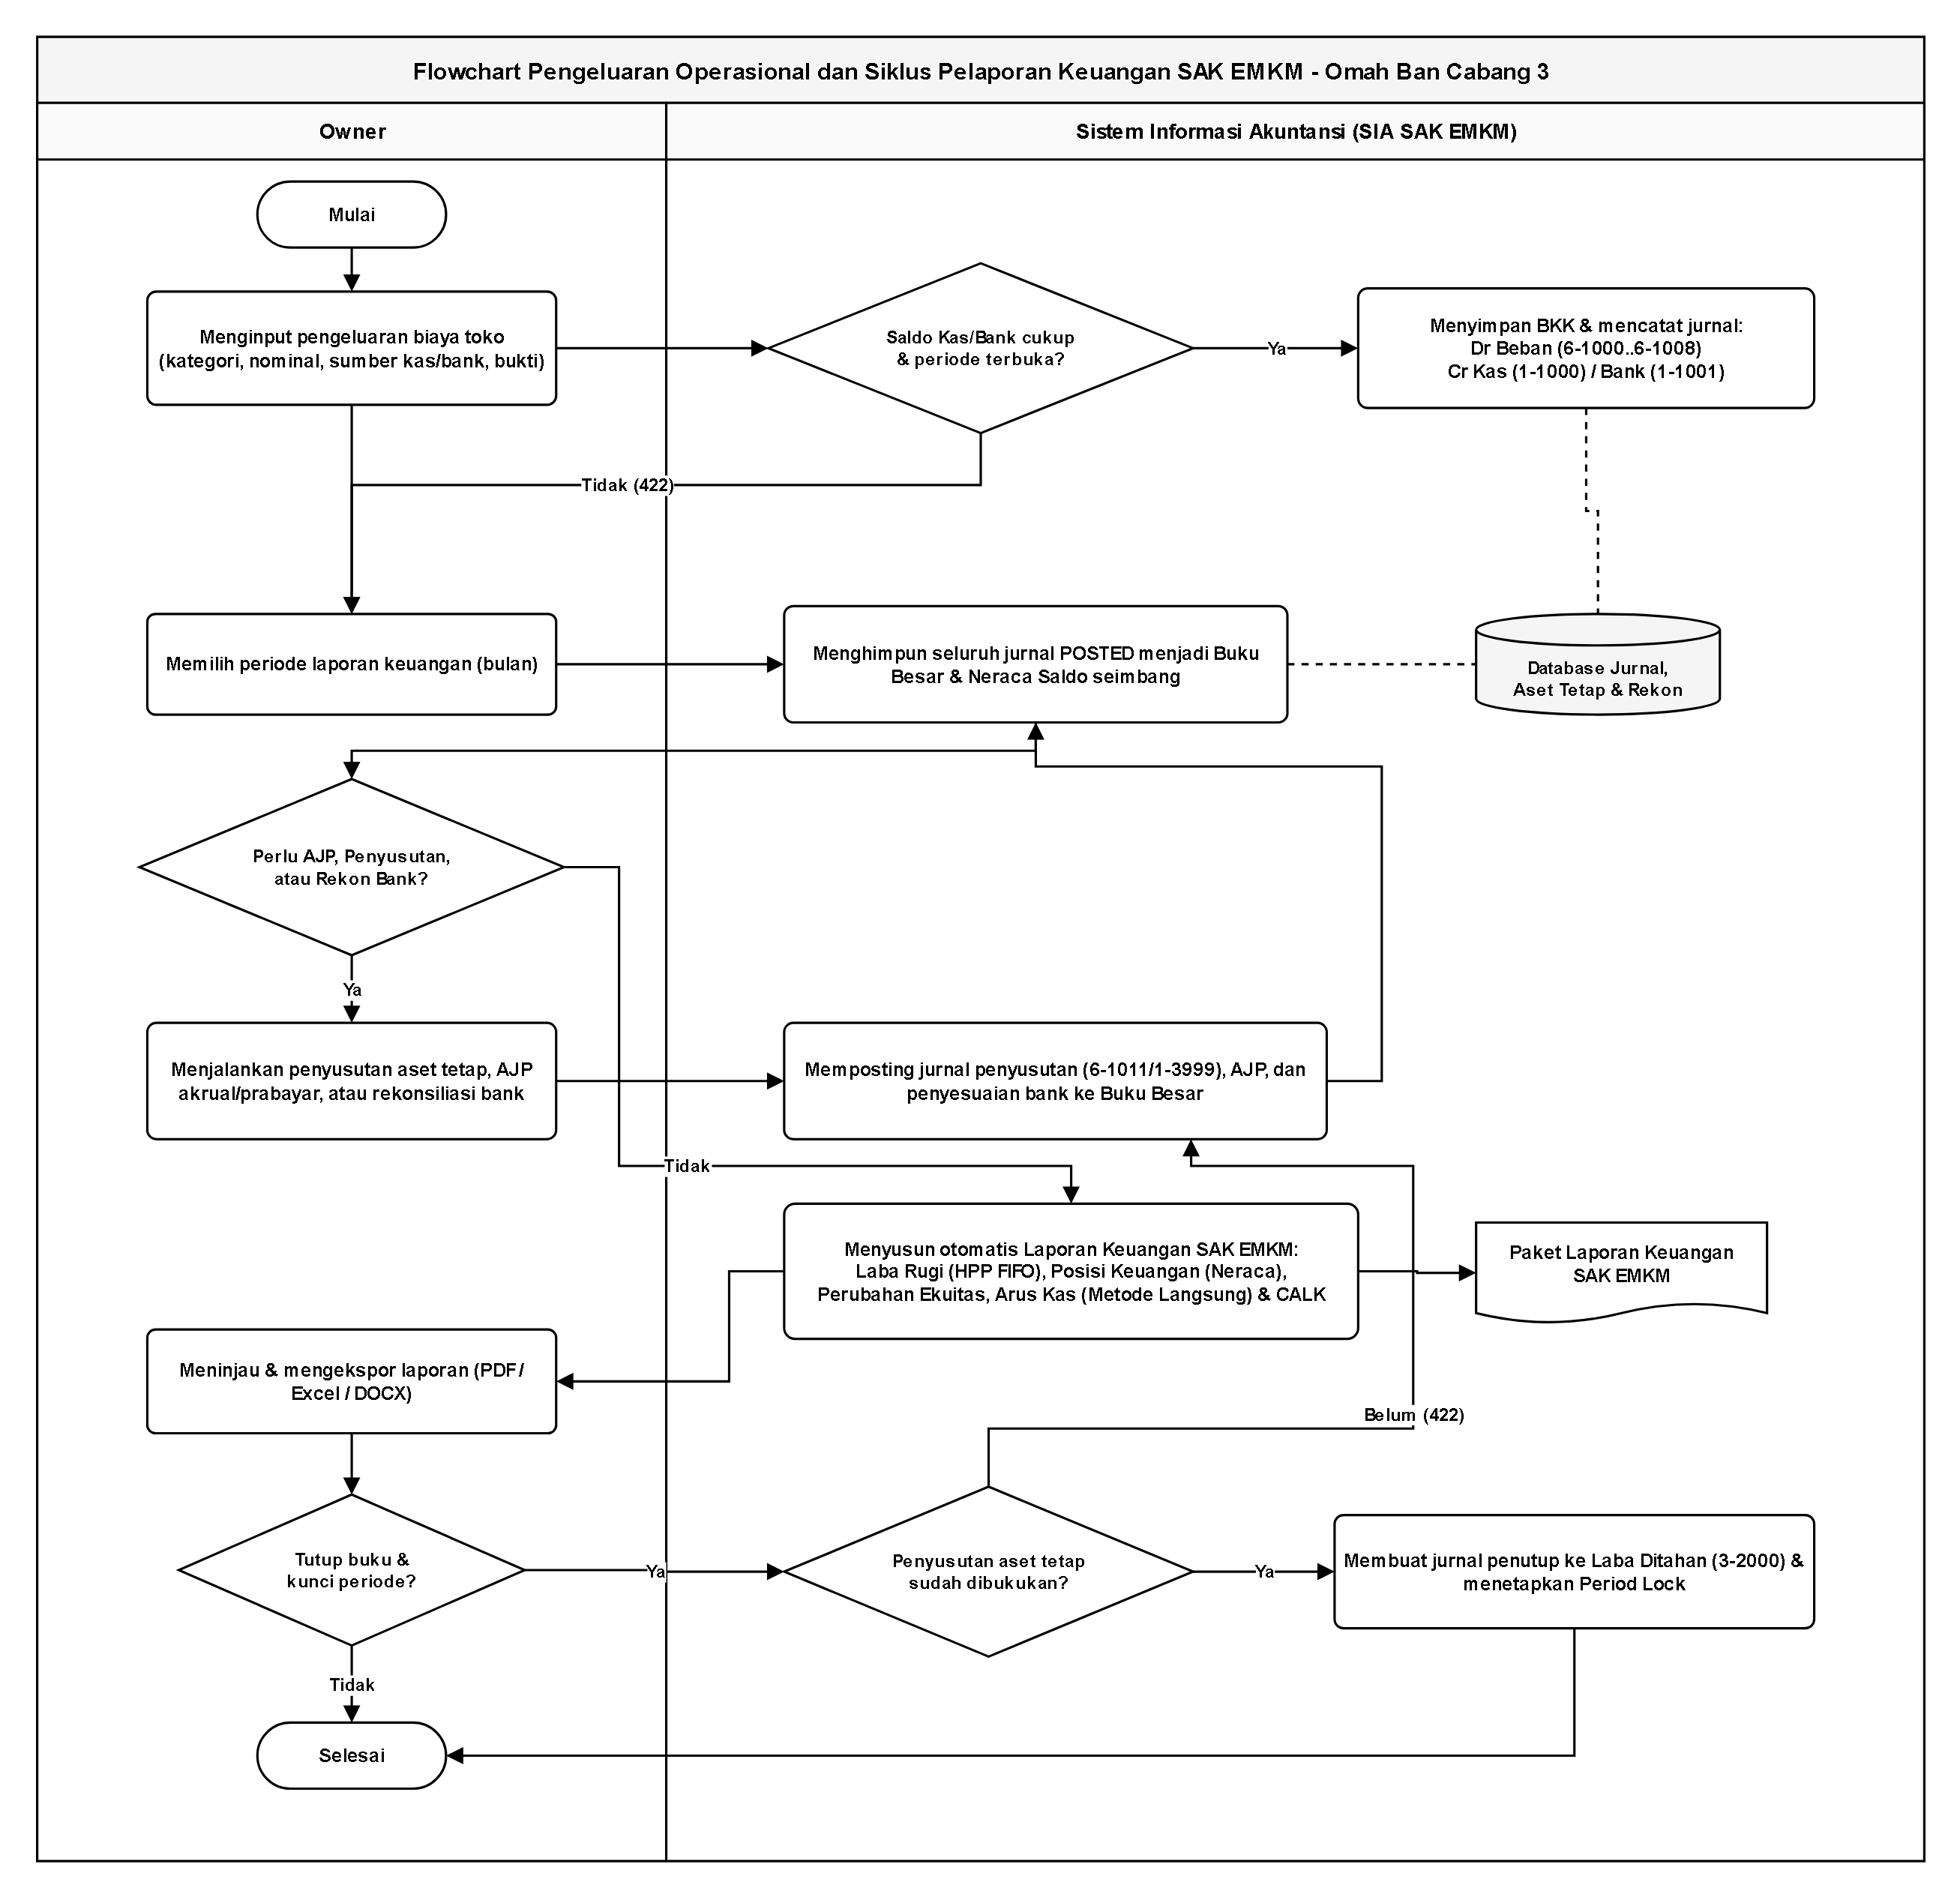 Flowchart Pengeluaran Operasional dan Siklus Pelaporan Keuangan SAK EMKM - Omah Ban Cabang 3
Owner
Sistem Informasi Akuntansi (SIA SAK EMKM)
Mulai
Menginput pengeluaran biaya toko
(kategori, nominal, sumber kas/bank, bukti)
Saldo Kas/Bank cukup
& periode terbuka?
Ya
Menyimpan BKK & mencatat jurnal:
Dr Beban (6-1000..6-1008)
Cr Kas (1-1000) / Bank (1-1001)
Tidak (422)
Memilih periode laporan keuangan (bulan)
Menghimpun seluruh jurnal POSTED menjadi Buku
Besar & Neraca Saldo seimbang
Database Jurnal,
Aset Tetap & Rekon
Perlu AJP, Penyusutan,
atau Rekon Bank?
Ya
Menjalankan penyusutan aset tetap, AJP
akrual/prabayar, atau rekonsiliasi bank
Memposting jurnal penyusutan (6-1011/1-3999), AJP, dan
penyesuaian bank ke Buku Besar
Tidak
Menyusun otomatis Laporan Keuangan SAK EMKM:
Laba Rugi (HPP FIFO), Posisi Keuangan (Neraca),
Perubahan Ekuitas, Arus Kas (Metode Langsung) & CALK
Paket Laporan Keuangan
SAK EMKM
Meninjau & mengekspor laporan (PDF/
Excel / DOCX)
Belum (422)
Tutup buku &
kunci periode?
Ya
Penyusutan aset tetap
sudah dibukukan?
Ya
Membuat jurnal penutup ke Laba Ditahan (3-2000) &
menetapkan Period Lock
Tidak
Selesai